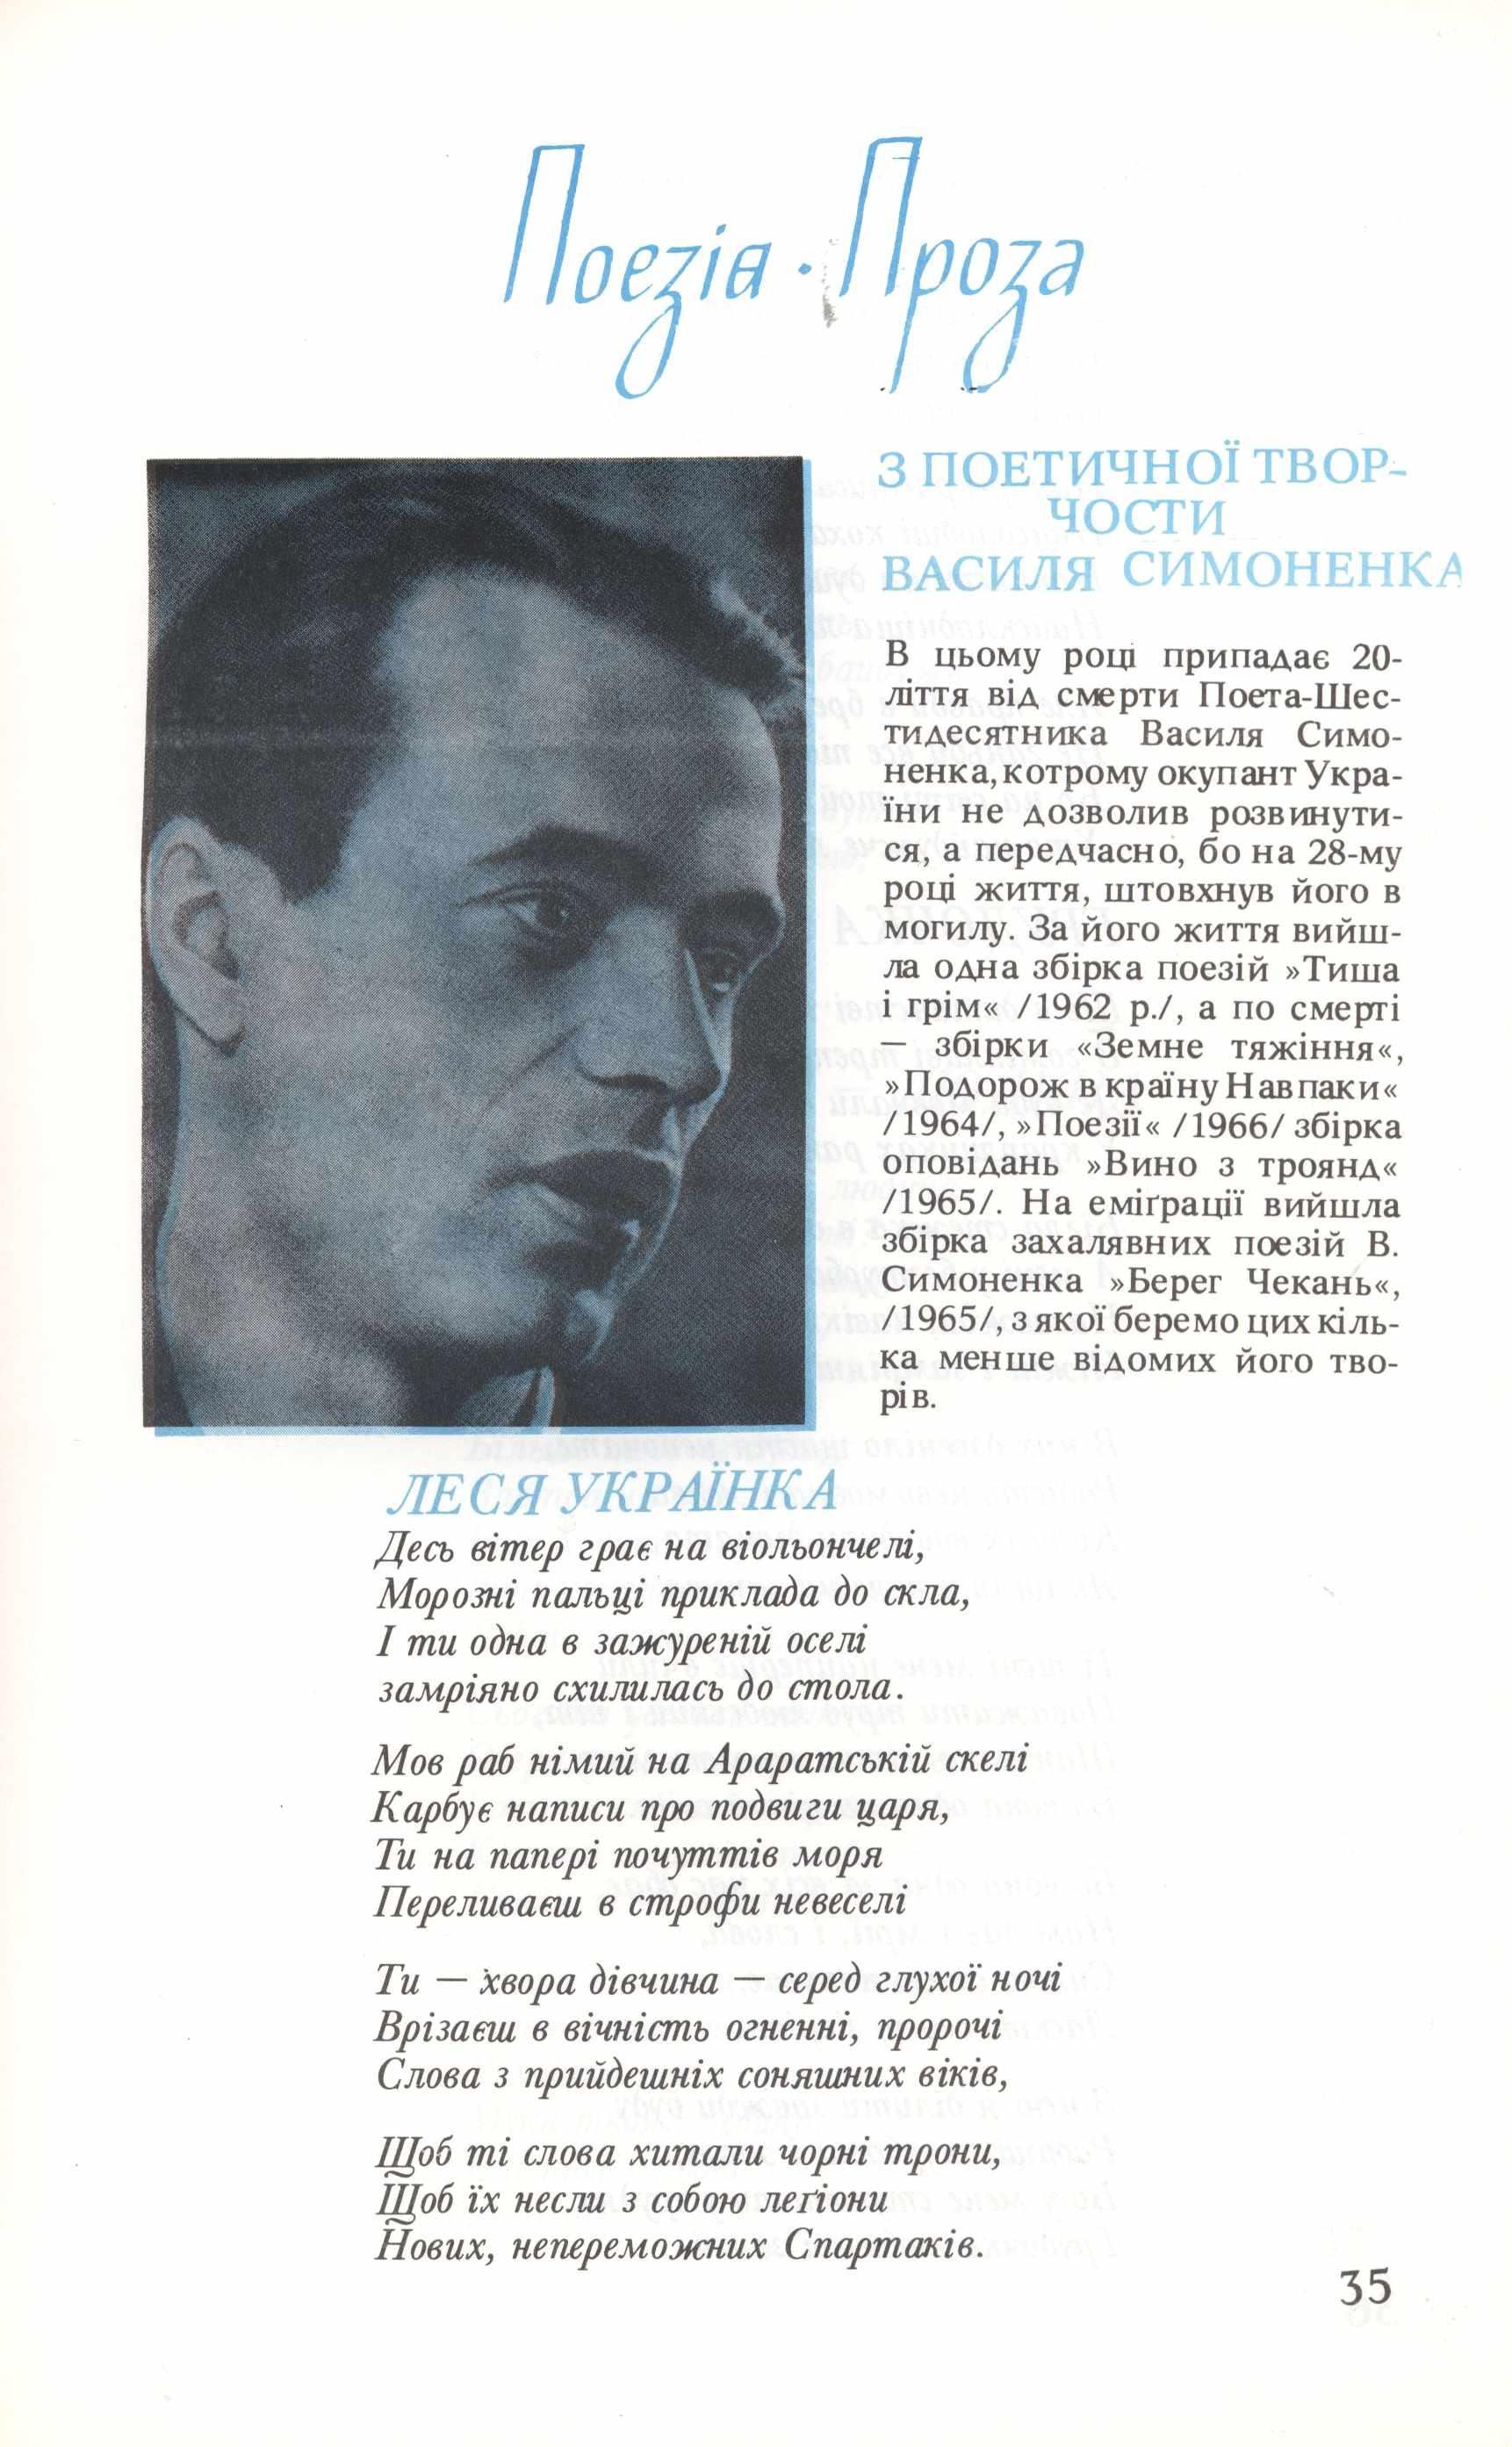 Поезія · Проза
З ПОЕТИЧНОЇ ТВОР-
ЧОСТИ
ВАСИЛЯ СИМОНЕНКА
В цьому році припадає 20-
ліття від смерти Поета-Шес-
тидесятника Василя Симо-
ненка, котрому окупант Укра-
їни не дозволив розвинути-
ся, а передчасно, бо на 28-му
році життя, штовхнув його в
могилу. За його життя вийш-
ла одна збірка поезій »Тиша
і грім« /1962 р./, а по смерті
— збірки «Земне тяжіння«,
»Подорож в країну Навпаки«
/1964/, »Поезії« /1966/ збірка
оповідань »Вино з троянд«
/1965/. На еміґрації вийшла
збірка захалявних поезій В.
Симоненка »Берег Чекань«,
/1965/, з якої беремо цих кіль-
ка менше відомих його тво-
рів.
ЛЕСЯ УКРАЇНКА
Десь вітер грає на віольончелі,
Морозні пальці приклада до скла,
І ти одна в зажуреній оселі
замріяно схилилась до стола.
Мов раб німий на Араратській скелі
Карбує написи про подвиги царя,
Ти на папері почуттів моря
Переливаєш в строфи невеселі
Ти — хвора дівчина — серед глухої ночі
Врізаєш в вічність огненні, пророчі
Слова з прийдешніх соняшних віків,
Щоб ті слова хитали чорні трони,
Щоб їх несли з собою леґіони
Нових, непереможних Спартаків.
35